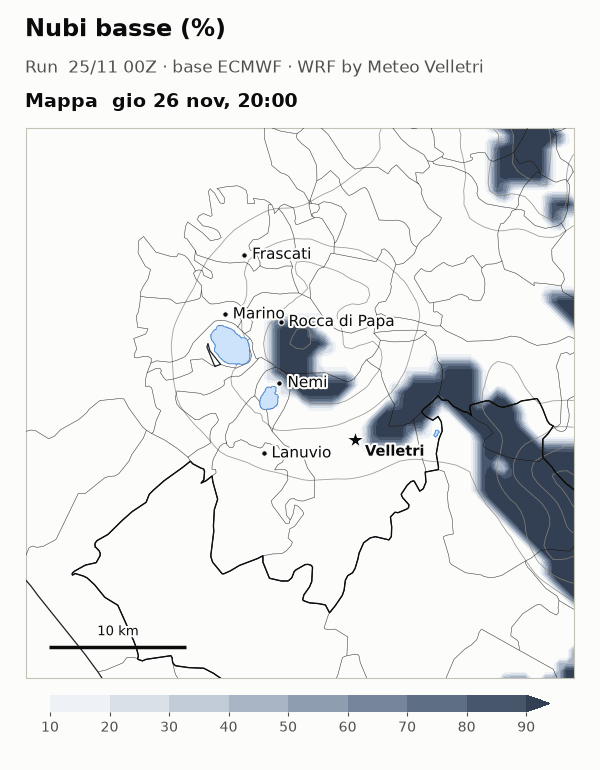 Nubi basse (%)
Run  25/11 00Z · base ECMWF · WRF by Meteo Velletri
Mappa  gio 26 nov, 20:00
Frascati
Marino
Rocca di Papa
Nemi
Velletri
Lanuvio
10 km
10 20 30 40 50 60 70 80 90